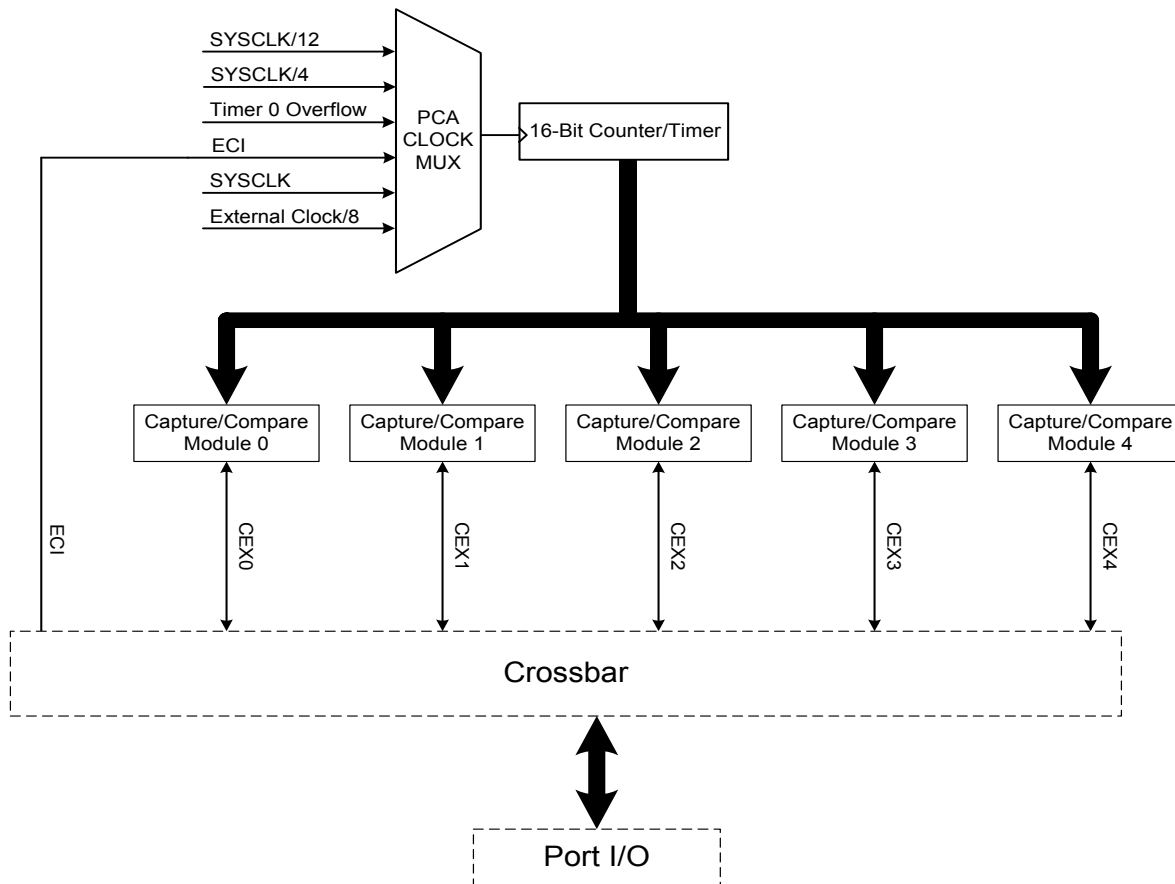 SYSCLK/12
SYSCLK/4
Timer 0 Overflow
ECI
SYSCLK
External Clock/8
PCA
CLOCK
MUX
16-Bit Counter/Timer
Capture/Compare
Module 0
Capture/Compare
Module 1
Capture/Compare
Module 2
Capture/Compare
Module 3
Capture/Compare
Module 4
ECI
CEX0
CEX1
CEX2
CEX3
CEX4
Crossbar
Port I/O